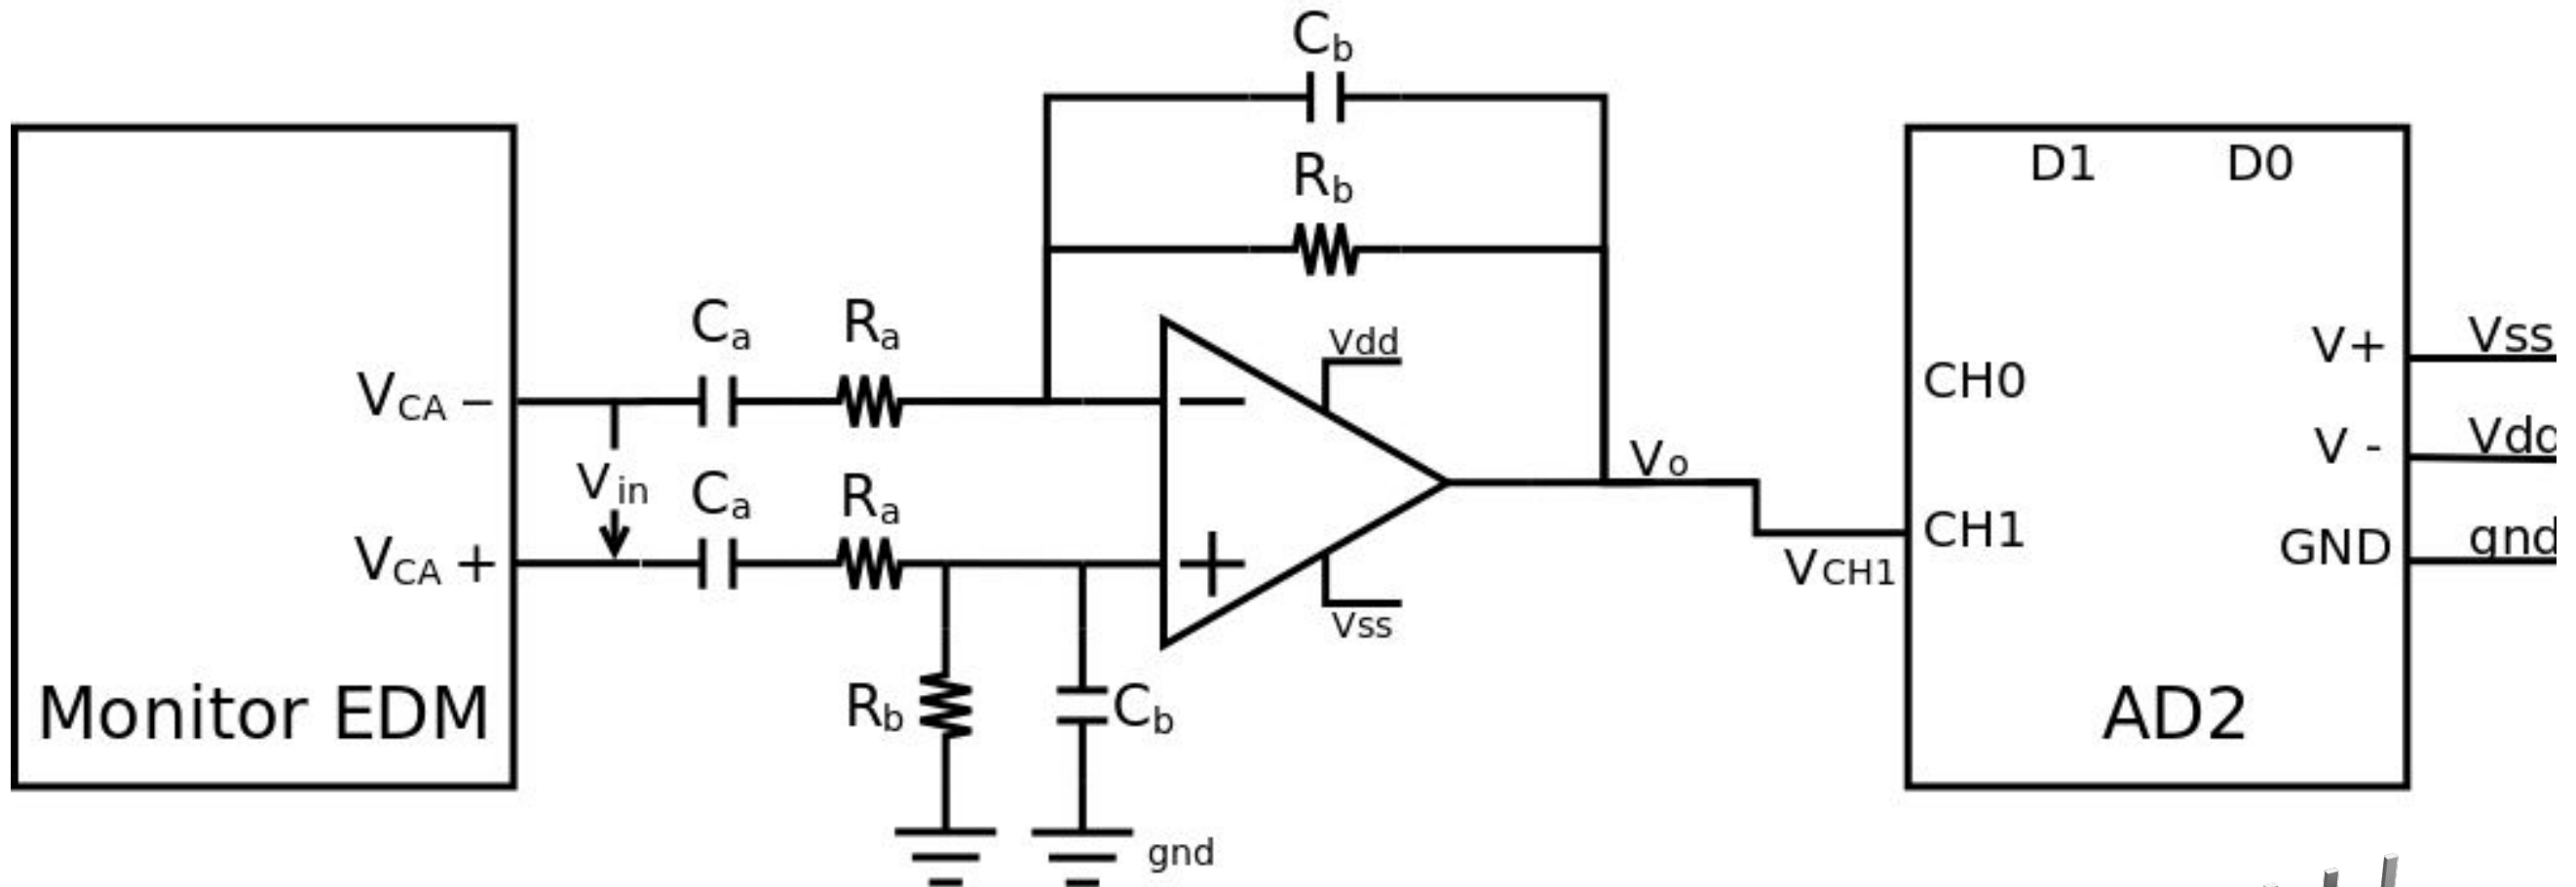 Cb
Rb
D1 D0
Ca Ra
Vdd
V+ Vss
VCA −
CH0
V - Vdd
Vin
Ca Ra
Vo
VCA +
CH1
GND gnd
VCH1
Vss
Monitor EDM
Rb Cb
AD2
gnd